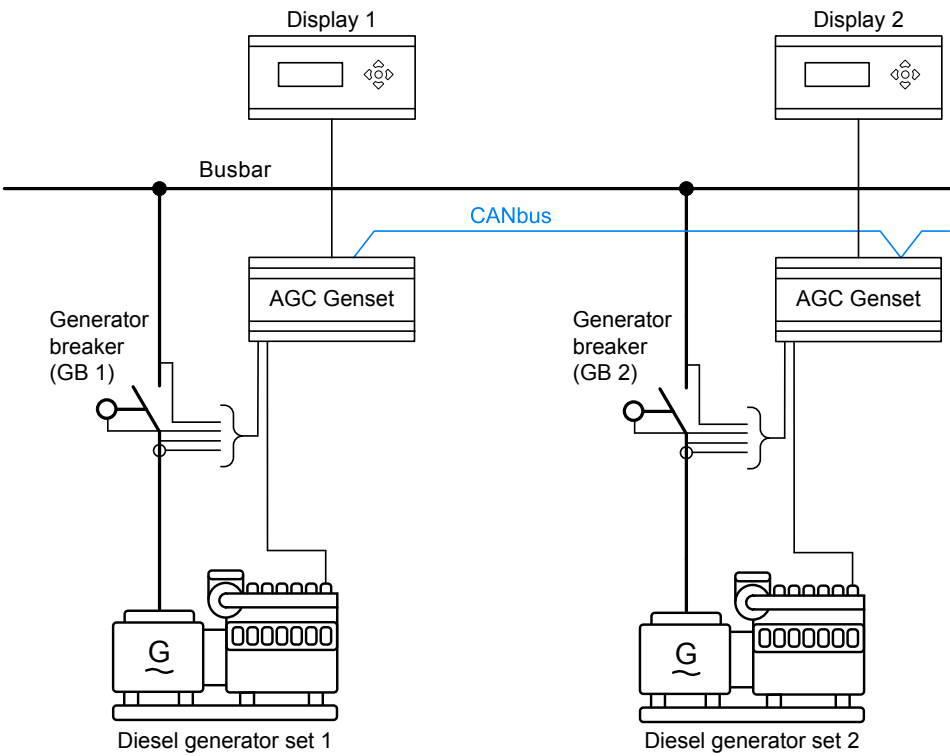 Display 1
Display 2
Busbar
CANbus
AGC Genset
AGC Genset
Generator
breaker
(GB 1)
Generator
breaker
(GB 2)
G
G
Diesel generator set 1
Diesel generator set 2